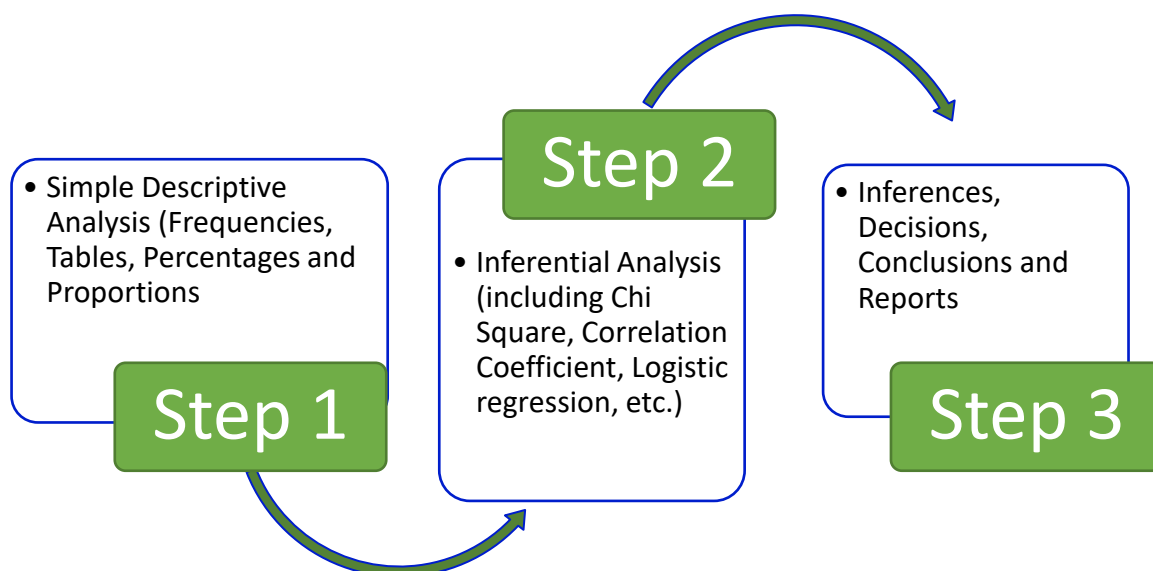 • Simple Descriptive
Analysis (Frequencies,
Tables, Percentages and
Proportions
Step 1
Step 2
• Inferential Analysis
(including Chi
Square, Correlation
Coefficient, Logistic
regression, etc.)
• Inferences,
Decisions,
Conclusions and
Reports
Step 3